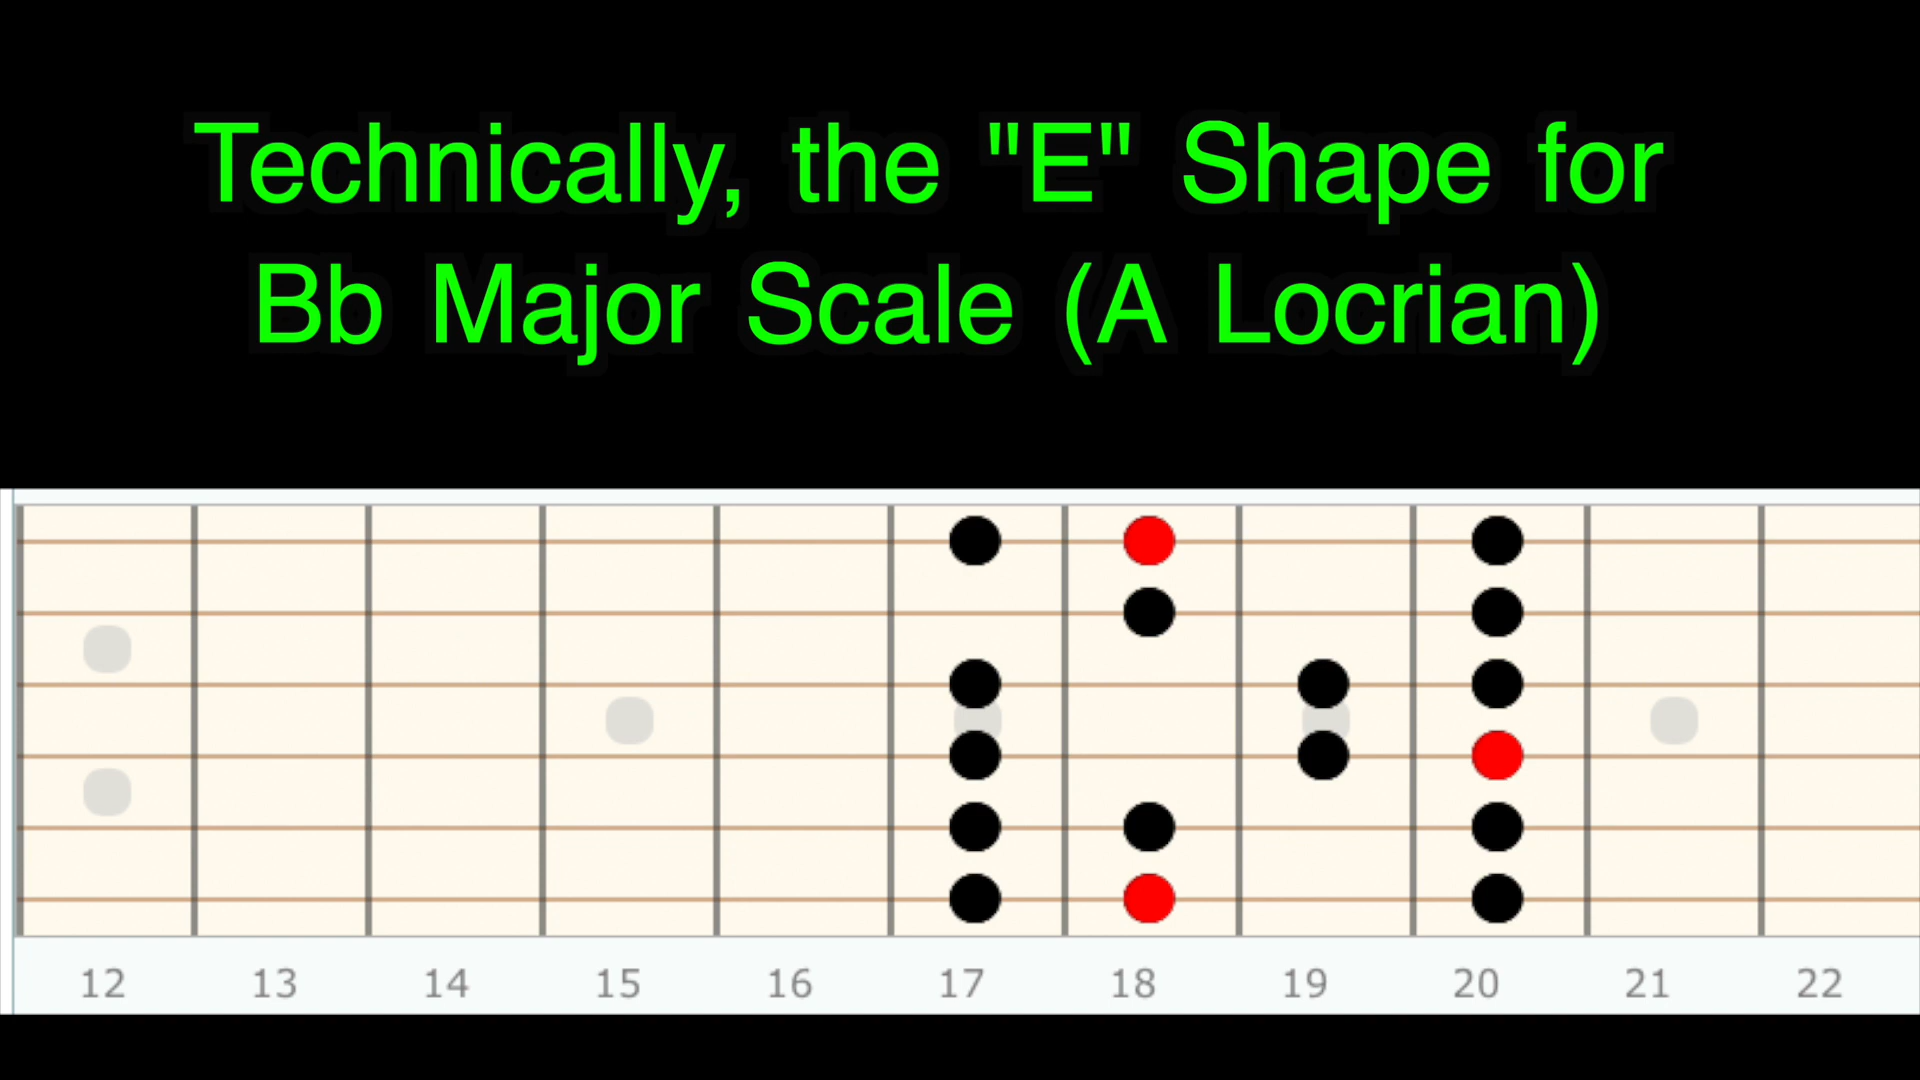 Technically, the "E" Shape for
Bb Major Scale (A Locrian)
12 13 14 15 16 17 18 19 20 21 22